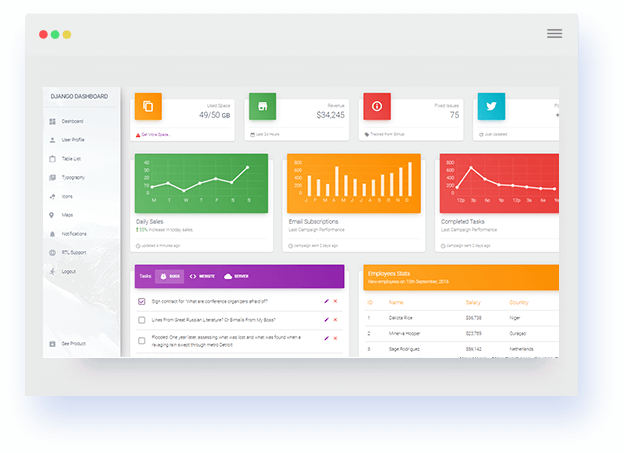 DJANGO DASHBOARD
Dashboard
User Profile
Table List
Typography
Icons
Maps
Notifications
RTL Support
Logout
See Product
Used Space
49/50 GB
Get More Space...
Revenue
$34,245
Last 24 Hours
Fixed Issues
75
Tracked from GitHub
Just Updated
40
30
20
10
0
M T W T F S S
Daily Sales
55% increase in today sales.
updated 4 minutes ago
800
600
400
200
0
J F M A M J J A S O N D
Email Subscriptions
Last Campaign Performance
campaign sent 2 days ago
800
600
400
200
0
12p 3p 6p 9p 12p 3a 6a 9a
Completed Tasks
Last Campaign Performance
campaign sent 2 days ago
Tasks: BUGS WEBSITE SERVER
Sign contract for "What are conference organizers afraid of?"
Lines From Great Russian Literature? Or E-mails From My Boss?
Flooded: One year later, assessing what was lost and what was found when a
ravaging rain swept through metro Detroit
Employees Stats
New employees on 15th September, 2016
ID Name Salary Country
1 Dakota Rice $36,738 Niger
2 Minerva Hooper $23,789 Curaçao
3 Sage Rodriguez $56,142 Netherlands